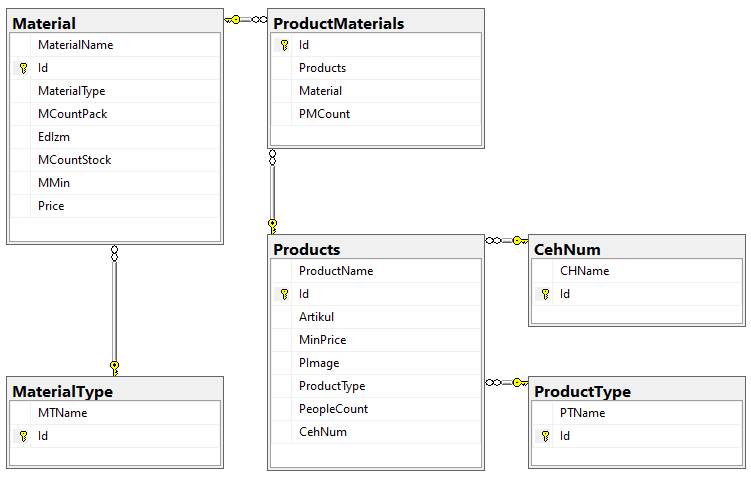 Material
MaterialName
Id
MaterialType
MCountPack
EdIzm
MCountStock
MMin
Price
ProductMaterials
Id
Products
Material
PMCount
Products
ProductName
Id
Artikul
MinPrice
PImage
ProductType
PeopleCount
CehNum
CehNum
CHName
Id
MaterialType
MTName
Id
ProductType
PTName
Id